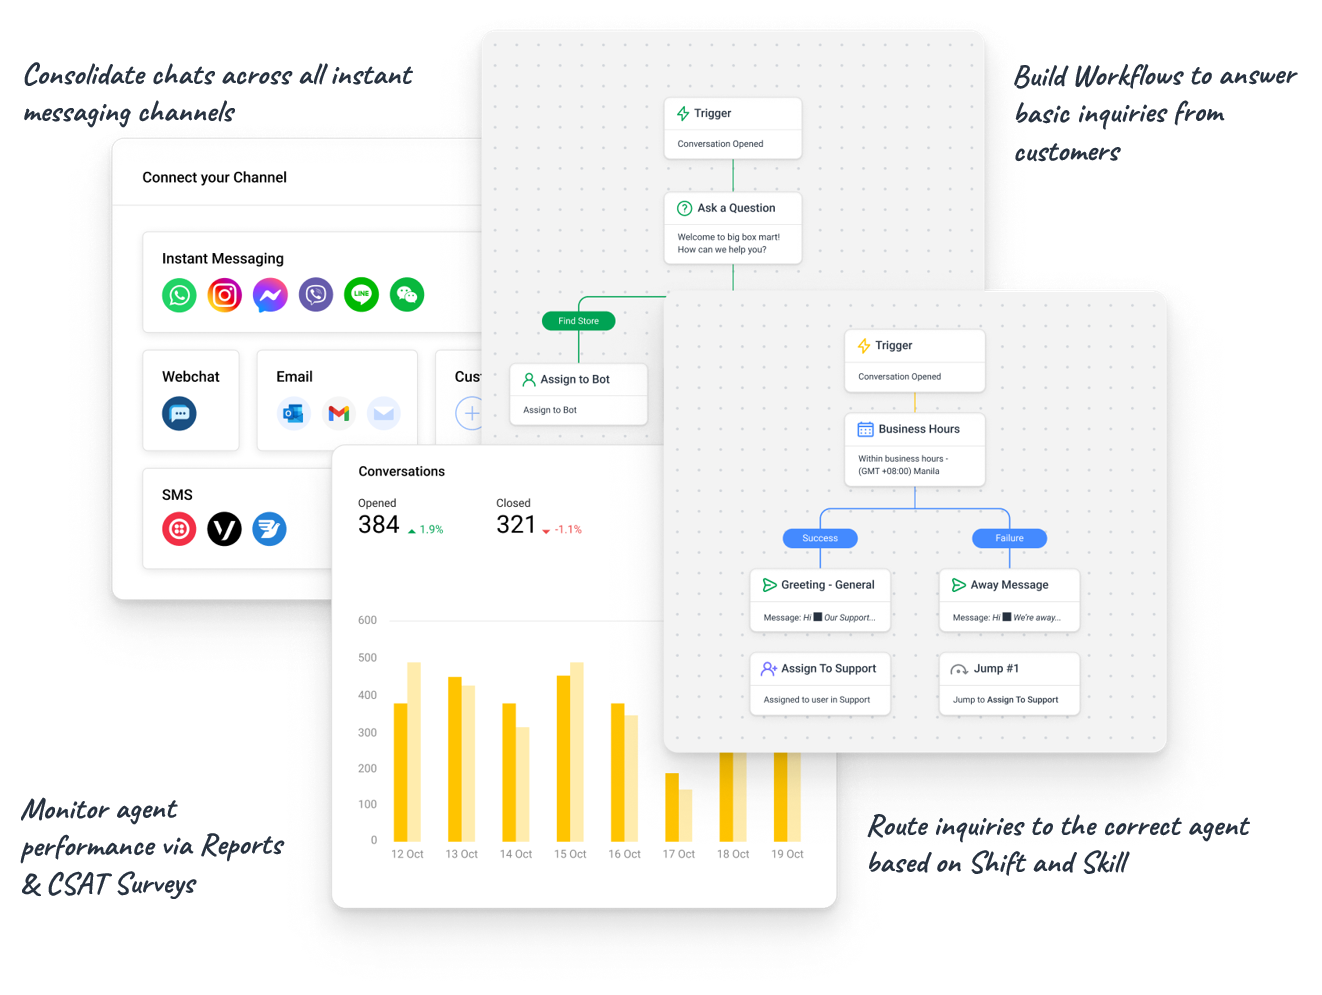 Consolidate chats across all instant
messaging channels
Build Workflows to answer
basic inquiries from
customers
Connect your Channel
Instant Messaging
LINE
Webchat
Email
SMS
Trigger
Conversation Opened
Ask a Question
Welcome to big box mart!
How can we help you?
Find Store
Assign to Bot
Assign to Bot
Trigger
Conversation Opened
Business Hours
Within business hours -
(GMT +08:00) Manila
Success
Failure
Greeting - General
Message: Hi Our Support...
Away Message
Message: Hi We're away...
Assign To Support
Assigned to user in Support
Jump #1
Jump to Assign To Support
Conversations
Opened
Closed
384 1.9%
321 -1.1%
600
500
400
300
200
100
0
12 Oct 13 Oct 14 Oct 15 Oct 16 Oct 17 Oct 18 Oct 19 Oct
Monitor agent
performance via Reports
& CSAT Surveys
Route inquiries to the correct agent
based on Shift and Skill